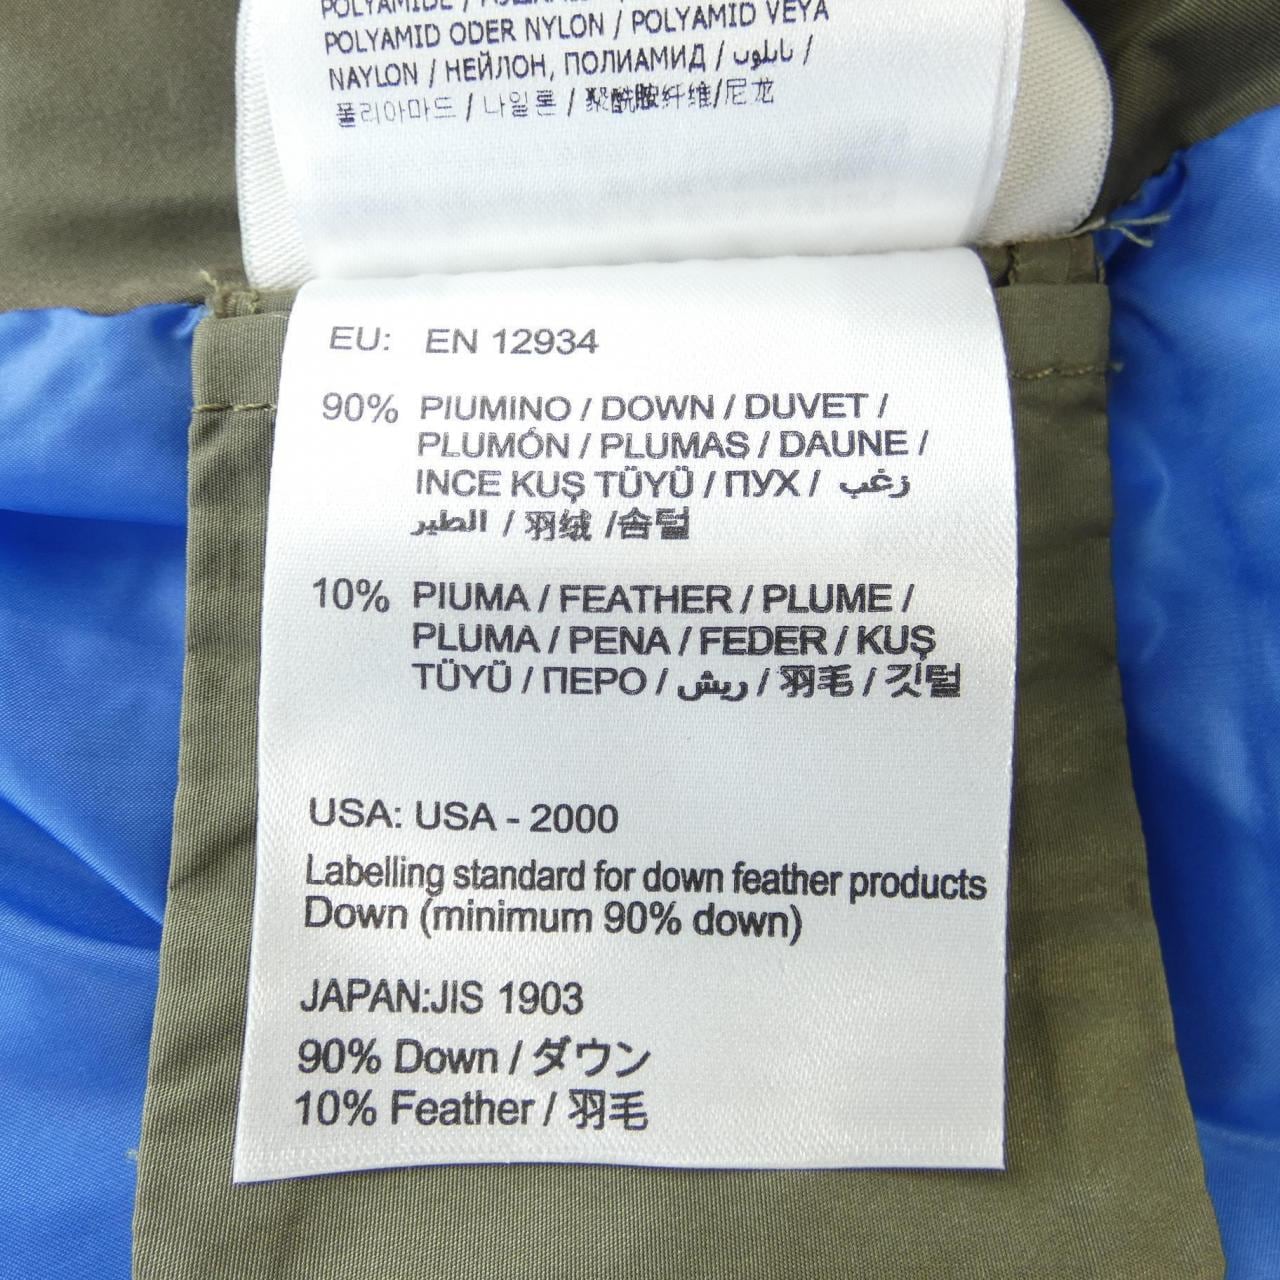 POLYAMIDE /
POLYAMID ODER NYLON / POLYAMID VEYA
NAYLON / НЕЙЛОН, ПОЛИАМИД / نايلون /
폴리아마드 / 나일론 / 聚酰胺纤维/尼龙
EU: EN 12934
90% PIUMINO / DOWN / DUVET /
PLUMÓN / PLUMAS / DAUNE /
INCE KUŞ TÜYÜ / ПУХ / زغب
الطير / 羽绒 /솜털
10% PIUMA / FEATHER / PLUME /
PLUMA / PENA / FEDER / KUŞ
TÜYÜ / ПЕРО / ريش / 羽毛 / 깃털
USA: USA - 2000
Labelling standard for down feather products
Down (minimum 90% down)
JAPAN:JIS 1903
90% Down / ダウン
10% Feather / 羽毛